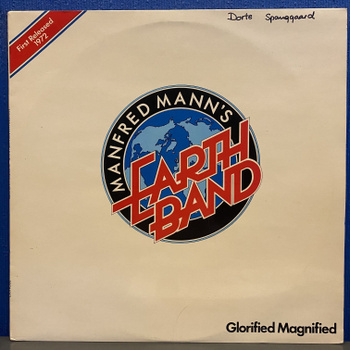 First Released
1972
Dorte Spanggaard
MANFRED MANN'S
EARTH
BAND
Glorified Magnified